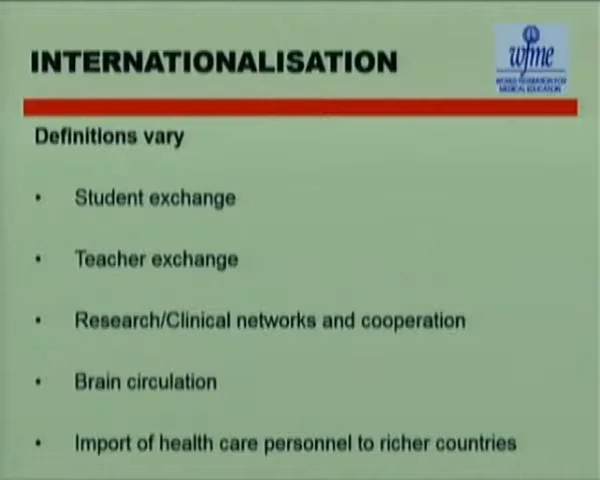 INTERNATIONALISATION
wfme
WORLD FEDERATION FOR
MEDICAL EDUCATION
Definitions vary
• Student exchange
• Teacher exchange
• Research/Clinical networks and cooperation
• Brain circulation
• Import of health care personnel to richer countries